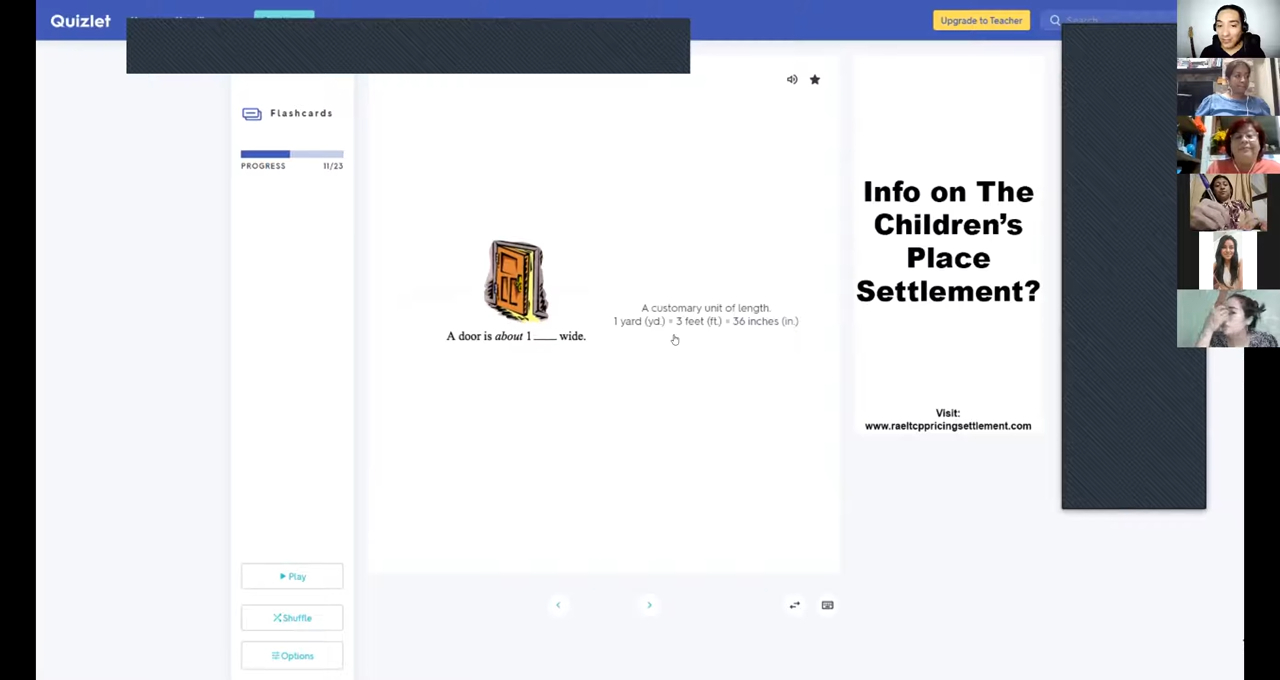 Quizlet
Upgrade to Teacher
Search
Flashcards
PROGRESS 11/23
A door is about 1 ____ wide.
A customary unit of length.
1 yard (yd.) = 3 feet (ft.) = 36 inches (in.)
Play
Shuffle
Options
Info on The
Children’s
Place
Settlement?
Visit:
www.raeltcppricingsettlement.com